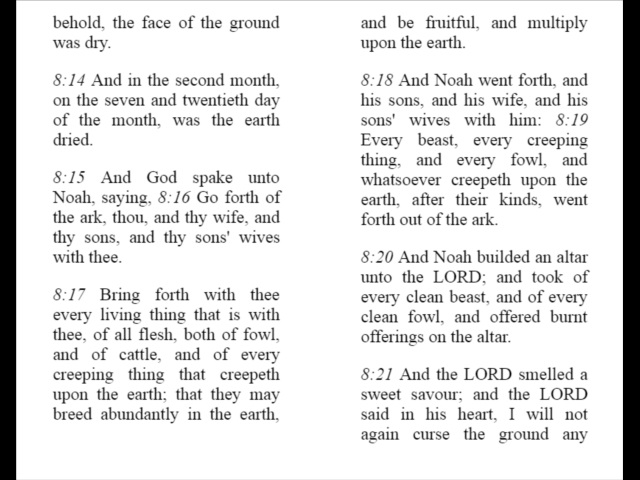 behold, the face of the ground
was dry.
8:14 And in the second month,
on the seven and twentieth day
of the month, was the earth
dried.
8:15 And God spake unto
Noah, saying, 8:16 Go forth of
the ark, thou, and thy wife, and
thy sons, and thy sons' wives
with thee.
8:17 Bring forth with thee
every living thing that is with
thee, of all flesh, both of fowl,
and of cattle, and of every
creeping thing that creepeth
upon the earth; that they may
breed abundantly in the earth,
and be fruitful, and multiply
upon the earth.
8:18 And Noah went forth, and
his sons, and his wife, and his
sons' wives with him: 8:19
Every beast, every creeping
thing, and every fowl, and
whatsoever creepeth upon the
earth, after their kinds, went
forth out of the ark.
8:20 And Noah builded an altar
unto the LORD; and took of
every clean beast, and of every
clean fowl, and offered burnt
offerings on the altar.
8:21 And the LORD smelled a
sweet savour; and the LORD
said in his heart, I will not
again curse the ground any